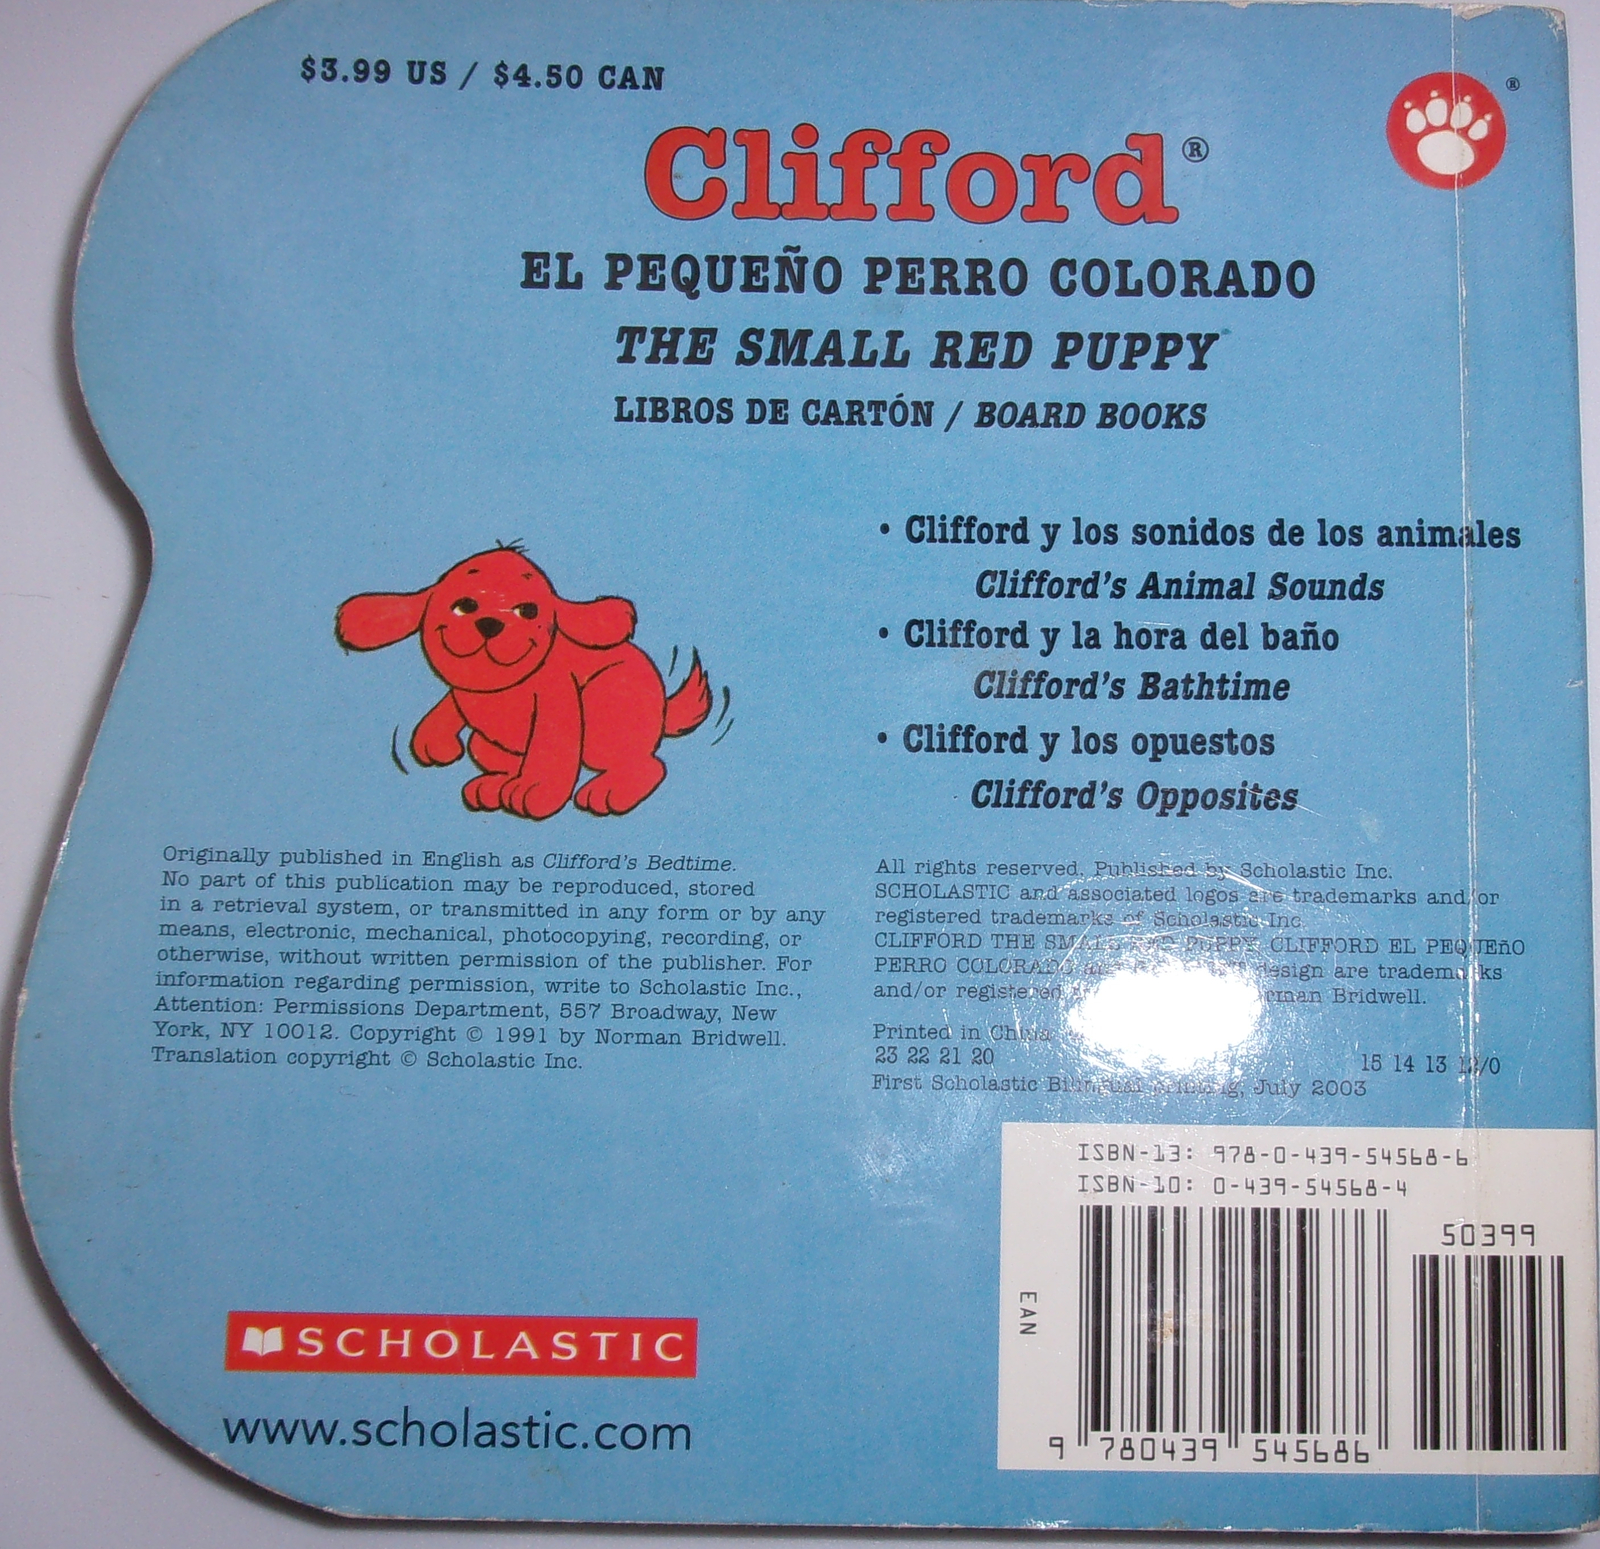 $3.99 US / $4.50 CAN
®
Clifford®
EL PEQUEÑO PERRO COLORADO
THE SMALL RED PUPPY
LIBROS DE CARTÓN / BOARD BOOKS
• Clifford y los sonidos de los animales
Clifford's Animal Sounds
• Clifford y la hora del baño
Clifford's Bathtime
• Clifford y los opuestos
Clifford's Opposites
Originally published in English as Clifford's Bedtime.
No part of this publication may be reproduced, stored
in a retrieval system, or transmitted in any form or by any
means, electronic, mechanical, photocopying, recording, or
otherwise, without written permission of the publisher. For
information regarding permission, write to Scholastic Inc.,
Attention: Permissions Department, 557 Broadway, New
York, NY 10012. Copyright © 1991 by Norman Bridwell.
Translation copyright © Scholastic Inc.
All rights reserved. Published by Scholastic Inc.
SCHOLASTIC and associated logos are trademarks and/or
registered trademarks of Scholastic Inc.
CLIFFORD THE SMALL RED PUPPY, CLIFFORD EL PEQUEñO
PERRO COLORADO and design are trademarks
and/or registered Norman Bridwell.
Printed in China
23 22 21 20 15 14 13 12/0
First Scholastic Bilingual printing, July 2003
ISBN-13: 978-0-439-54568-6
ISBN-10: 0-439-54568-4
50399
EAN
9 780439 545686
SCHOLASTIC
www.scholastic.com